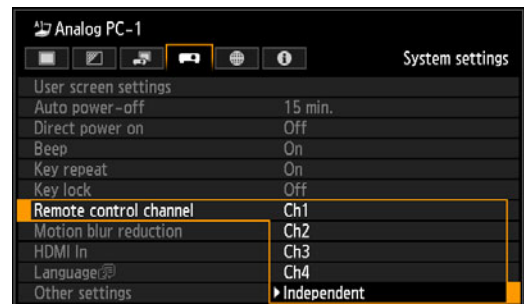 Analog PC-1
System settings
User screen settings
Auto power-off 15 min.
Direct power on Off
Beep On
Key repeat On
Key lock Off
Remote control channel Ch1
Motion blur reduction Ch2
HDMI In Ch3
Language Ch4
Other settings Independent